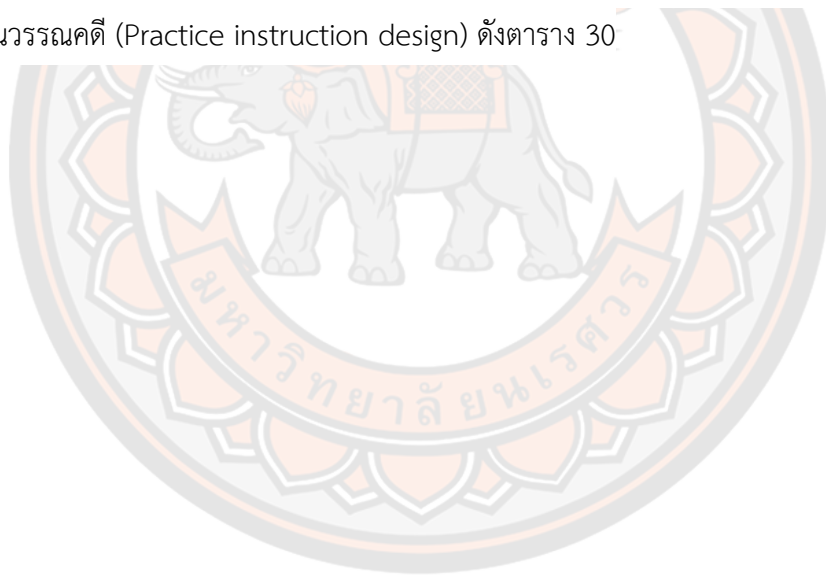 นวรรณคดี (Practice instruction design) ดังตาราง 30
มหาวิทยาลัยนเรศวร